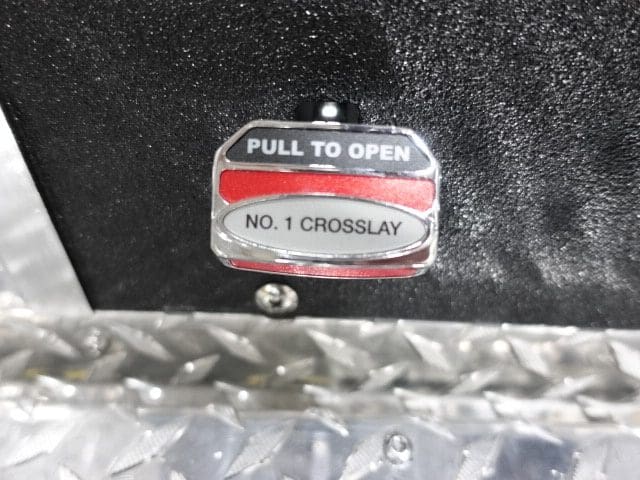 PULL TO OPEN
NO. 1 CROSSLAY